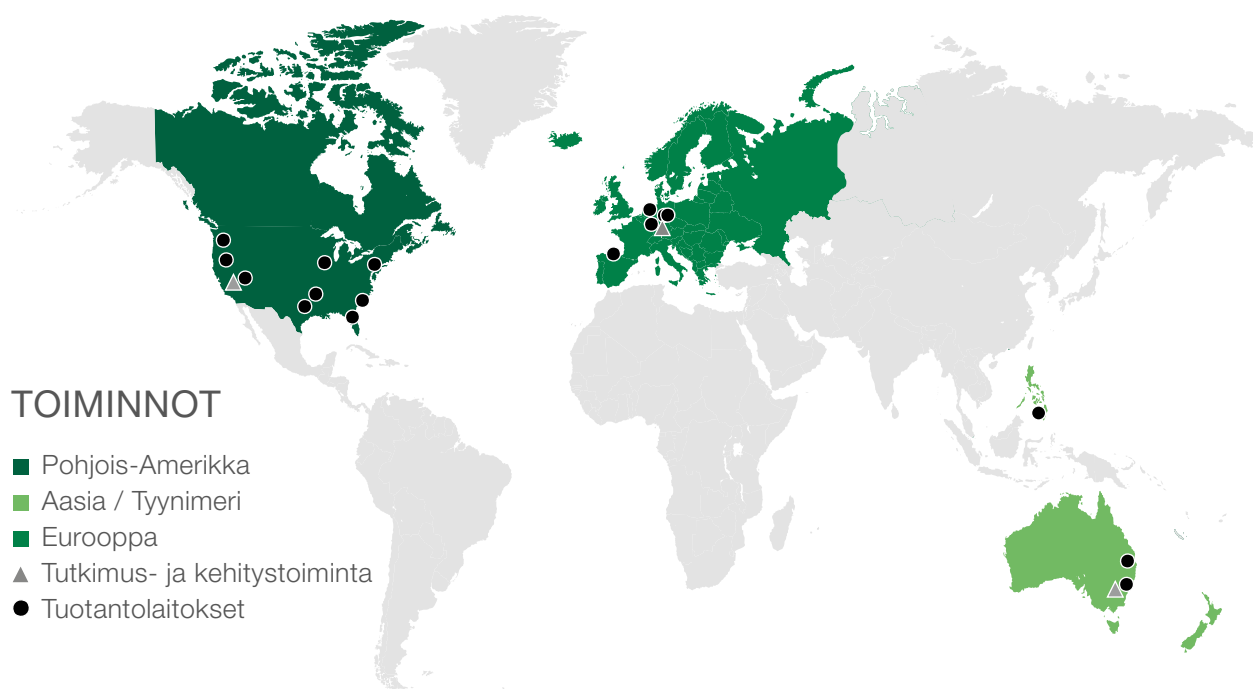 TOIMINNOT
Pohjois-Amerikka
Aasia / Tyynimeri
Eurooppa
Tutkimus- ja kehitystoiminta
Tuotantolaitokset